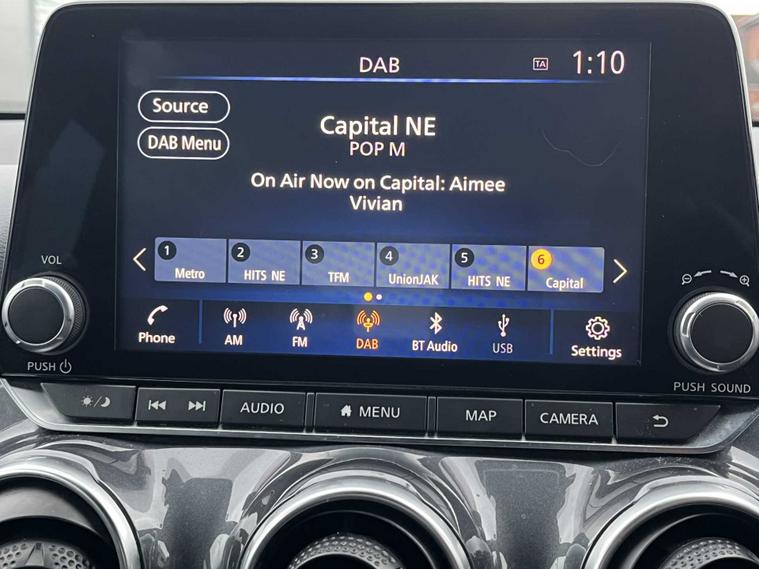 DAB
TA
1:10
Source
DAB Menu
Capital NE
POP M
On Air Now on Capital: Aimee
Vivian
1 Metro
2 HITS NE
3 TFM
4 UnionJAK
5 HITS NE
6 Capital
Phone
AM
FM
DAB
BT Audio
USB
Settings
VOL
PUSH
PUSH SOUND
AUDIO
MENU
MAP
CAMERA